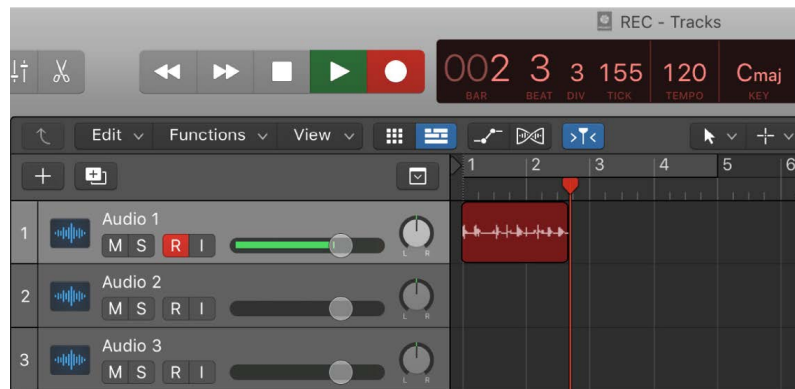 REC - Tracks
002 3 3 155 120 Cmaj
BAR BEAT DIV TICK TEMPO KEY
Edit Functions View
1 2 3 4 5 6
1 Audio 1
M S R I
L R
2 Audio 2
M S R I
L R
3 Audio 3
M S R I
L R